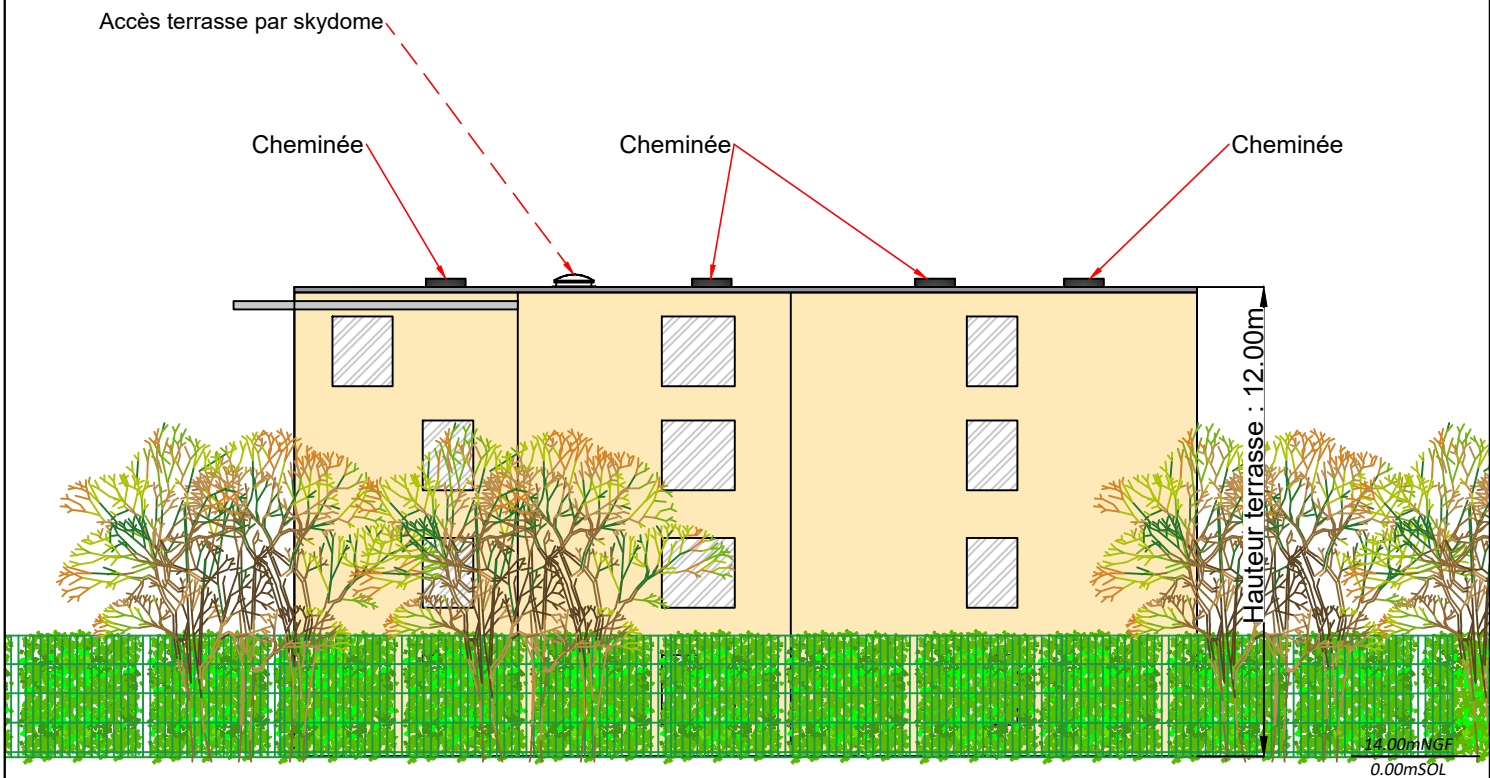 Accès terrasse par skydome
Cheminée
Cheminée
Cheminée
Hauteur terrasse : 12.00m
14.00mNGF
0.00mSOL